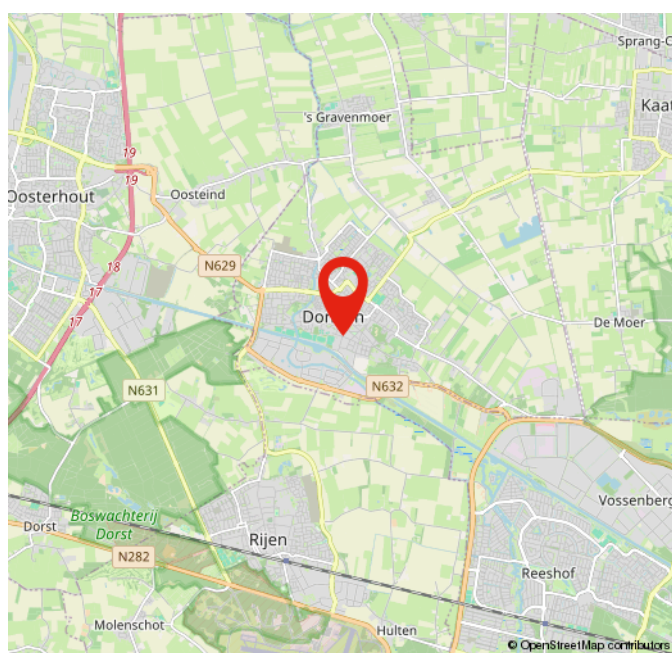 Sprang-C
Kaat
's Gravenmoer
19
19
Oosterhout
Oosteind
18
N629
17
17
De Moer
N631
N632
Vossenberg
Boswachterij
Dorst
Dorst
Rijen
N282
Reeshof
Molenschot
Hulten
© OpenStreetMap contributors